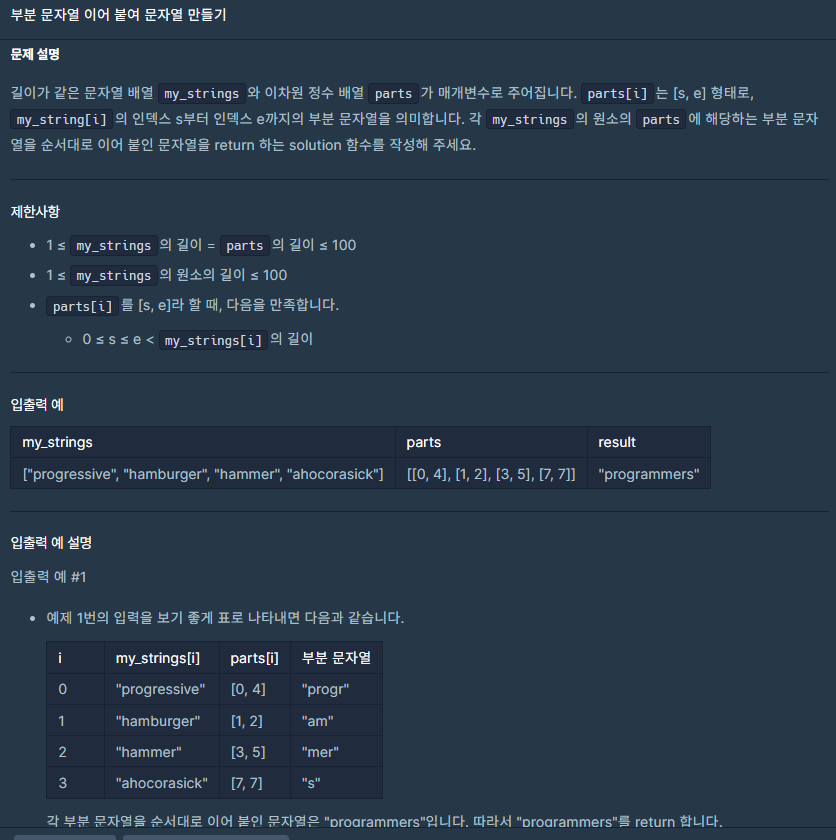 부분 문자열 이어 붙여 문자열 만들기
문제 설명
길이가 같은 문자열 배열 my_strings 와 이차원 정수 배열 parts 가 매개변수로 주어집니다. parts[i] 는 [s, e] 형태로,
my_string[i] 의 인덱스 s부터 인덱스 e까지의 부분 문자열을 의미합니다. 각 my_strings 의 원소의 parts 에 해당하는 부분 문자
열을 순서대로 이어 붙인 문자열을 return 하는 solution 함수를 작성해 주세요.
제한사항
• 1 ≤ my_strings 의 길이 = parts 의 길이 ≤ 100
• 1 ≤ my_strings 의 원소의 길이 ≤ 100
• parts[i] 를 [s, e]라 할 때, 다음을 만족합니다.
◦ 0 ≤ s ≤ e < my_strings[i] 의 길이
입출력 예
my_strings parts result
["progressive", "hamburger", "hammer", "ahocorasick"] [[0, 4], [1, 2], [3, 5], [7, 7]] "programmers"
입출력 예 설명
입출력 예 #1
• 예제 1번의 입력을 보기 좋게 표로 나타내면 다음과 같습니다.
i my_strings[i] parts[i] 부분 문자열
0 "progressive" [0, 4] "progr"
1 "hamburger" [1, 2] "am"
2 "hammer" [3, 5] "mer"
3 "ahocorasick" [7, 7] "s"
각 부분 문자열을 순서대로 이어 붙인 문자열은 "programmers"입니다. 따라서 "programmers"를 return 합니다.